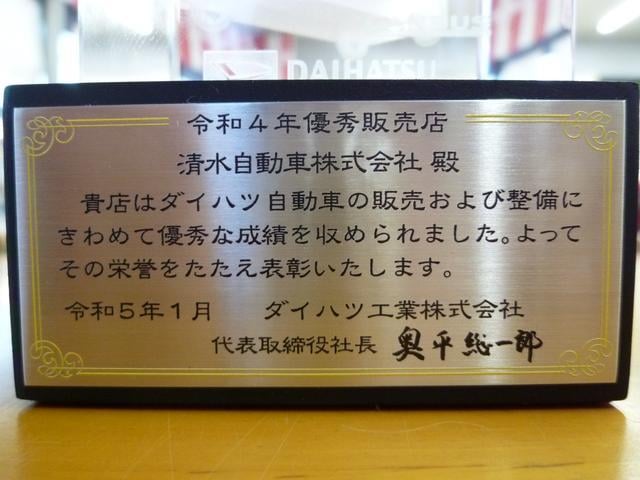 DAIHATSU
令和4年優秀販売店
清水自動車株式会社 殿
貴店はダイハツ自動車の販売および整備に
きわめて優秀な成績を収められました。よって
その栄誉をたたえ表彰いたします。
令和5年1月 ダイハツ工業株式会社
代表取締役社長 奥平総一郎